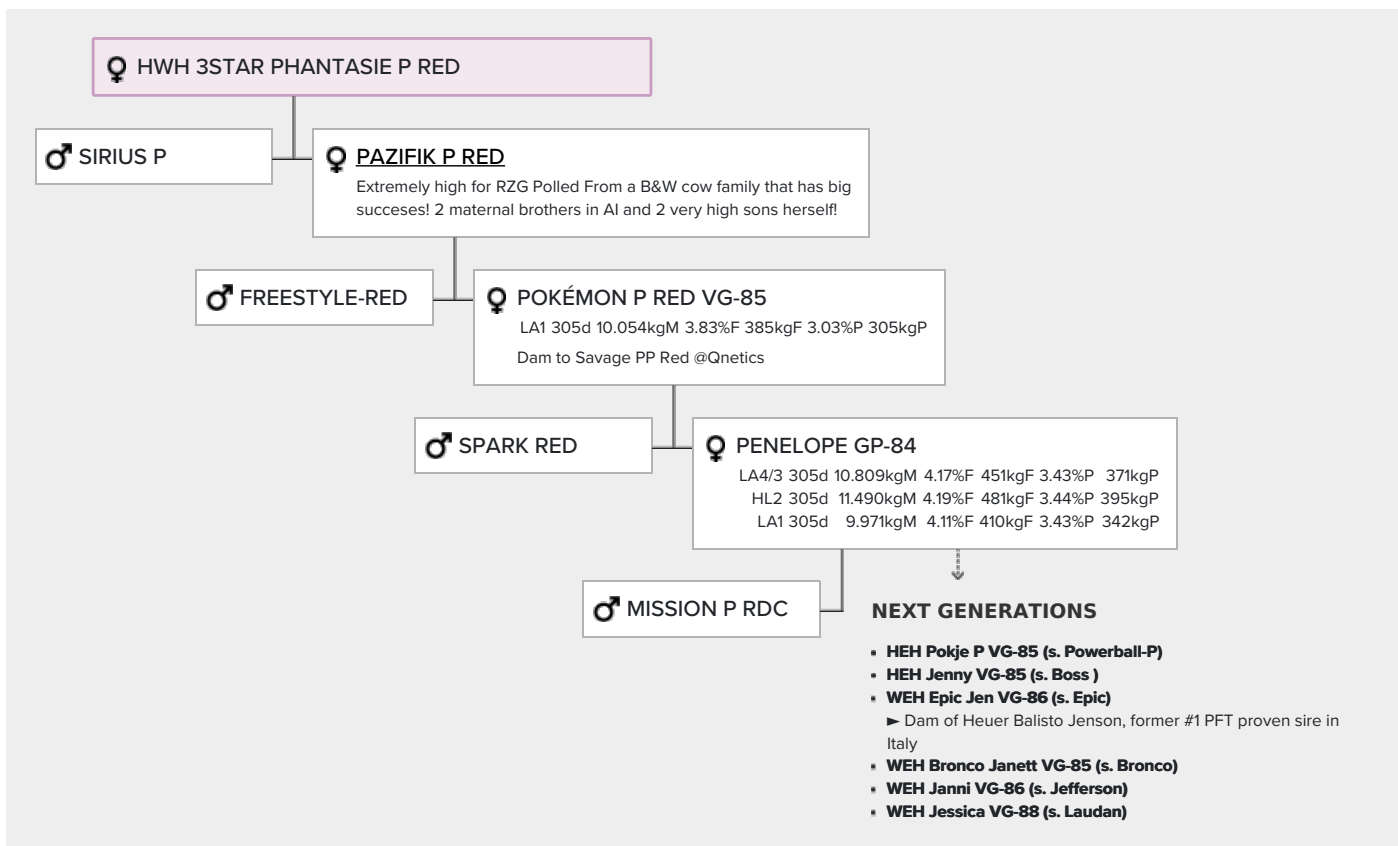 HWH 3STAR PHANTASIE P RED
SIRIUS P
PAZIFIK P RED
Extremely high for RZG Polled From a B&W cow family that has big
succeses! 2 maternal brothers in AI and 2 very high sons herself!
FREESTYLE-RED
POKÉMON P RED VG-85
LA1 305d 10.054kgM 3.83%F 385kgF 3.03%P 305kgP
Dam to Savage PP Red @Qnetics
SPARK RED
PENELOPE GP-84
LA4/3 305d 10.809kgM 4.17%F 451kgF 3.43%P 371kgP
HL2 305d 11.490kgM 4.19%F 481kgF 3.44%P 395kgP
LA1 305d 9.971kgM 4.11%F 410kgF 3.43%P 342kgP
MISSION P RDC
NEXT GENERATIONS
HEH Pokje P VG-85 (s. Powerball-P)
HEH Jenny VG-85 (s. Boss )
WEH Epic Jen VG-86 (s. Epic)
► Dam of Heuer Balisto Jenson, former #1 PFT proven sire in
Italy
WEH Bronco Janett VG-85 (s. Bronco)
WEH Janni VG-86 (s. Jefferson)
WEH Jessica VG-88 (s. Laudan)